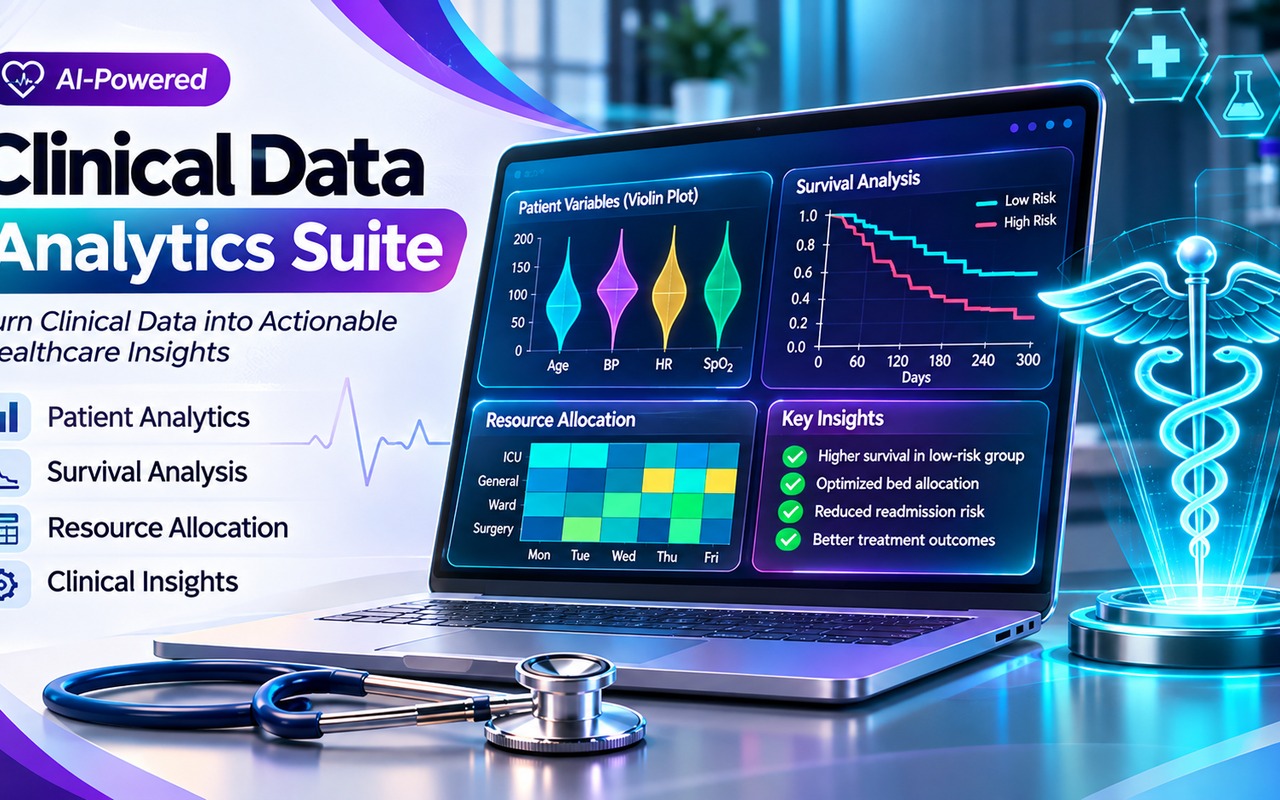 AI-Powered
Clinical Data
Analytics Suite
urn Clinical Data into Actionable
ealthcare Insights
Patient Analytics
Survival Analysis
Resource Allocation
Clinical Insights
Patient Variables (Violin Plot)
200
150
100
50
0
Age BP HR SpO₂
Survival Analysis
Low Risk
High Risk
1.0
0.8
0.6
0.4
0.2
0.0
0 60 120 180 240 300
Days
Resource Allocation
ICU
General
Ward
Surgery
Mon Tue Wed Thu Fri
Key Insights
Higher survival in low-risk group
Optimized bed allocation
Reduced readmission risk
Better treatment outcomes